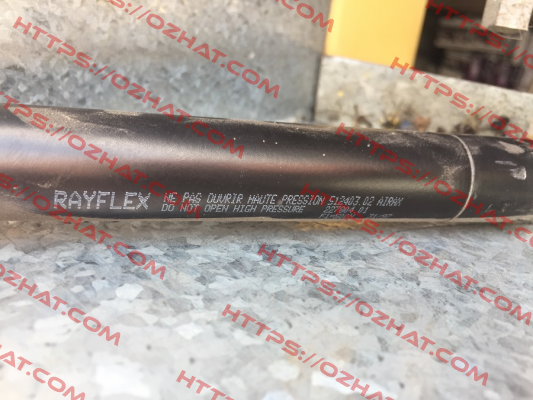 HTTPS://OZHAT.COM
RAYFLEX NE PAS OUVRIR HAUTE PRESSION 512403.02 AIRAX
DO NOT OPEN HIGH PRESSURE